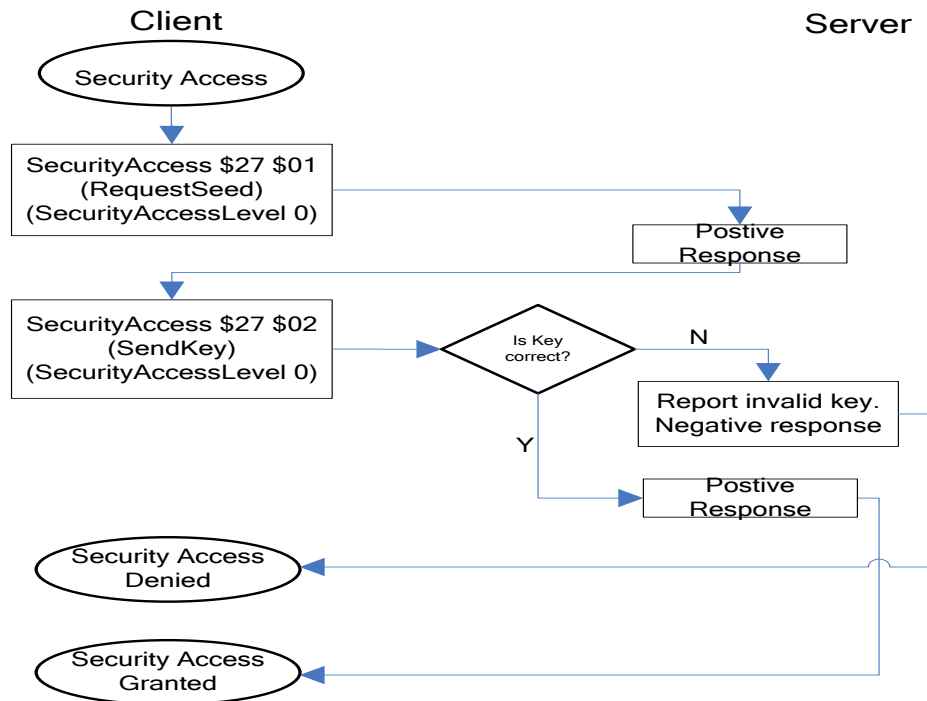 Client
Server
Security Access
SecurityAccess $27 $01
(RequestSeed)
(SecurityAccessLevel 0)
Postive
Response
SecurityAccess $27 $02
(SendKey)
(SecurityAccessLevel 0)
Is Key
correct?
N
Report invalid key.
Negative response
Y
Postive
Response
Security Access
Denied
Security Access
Granted